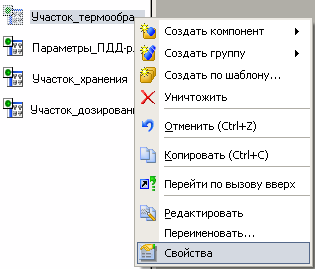 Участок_термообра
Параметры_ПДД-р.
Участок_хранения
Участок_дозирован
Создать компонент
Создать группу
Создать по шаблону...
Уничтожить
Отменить (Ctrl+Z)
Копировать (Ctrl+C)
Перейти по вызову вверх
Редактировать
Переименовать...
Свойства